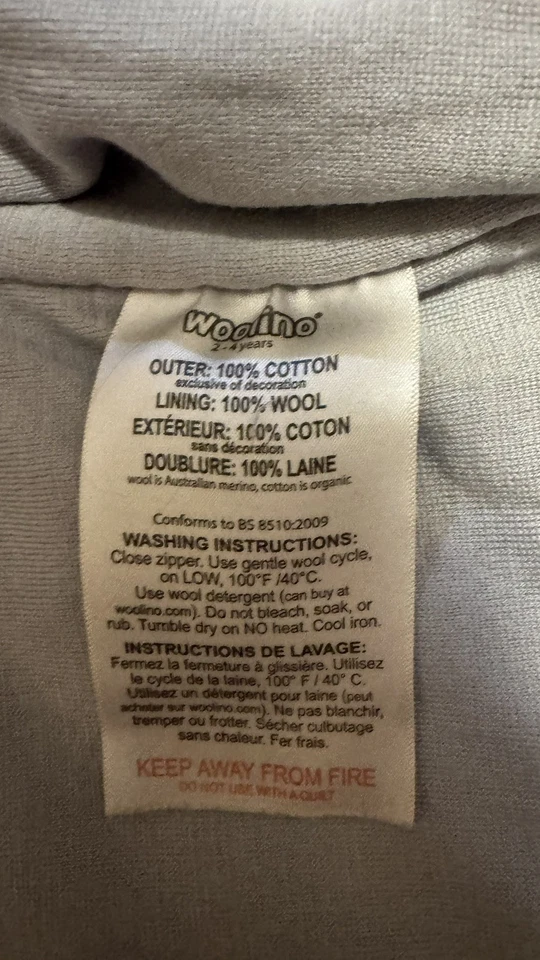 woolino
2-4 years
OUTER: 100% COTTON
exclusive of decoration
LINING: 100% WOOL
EXTÉRIEUR: 100% COTON
sans décoration
DOUBLURE: 100% LAINE
wool is Australian merino, cotton is organic
Conforms to BS 8510:2009
WASHING INSTRUCTIONS:
Close zipper. Use gentle wool cycle,
on LOW, 100°F /40°C.
Use wool detergent (can buy at
woolino.com). Do not bleach, soak, or
rub. Tumble dry on NO heat. Cool iron.
INSTRUCTIONS DE LAVAGE:
Fermez la fermeture à glissière. Utilisez
le cycle de la laine, 100° F / 40° C.
Utilisez un détergent pour laine (peut
acheter sur woolino.com). Ne pas blanchir,
tremper ou frotter. Sécher culbutage
sans chaleur. Fer frais.
KEEP AWAY FROM FIRE
DO NOT USE WITH A QUILT